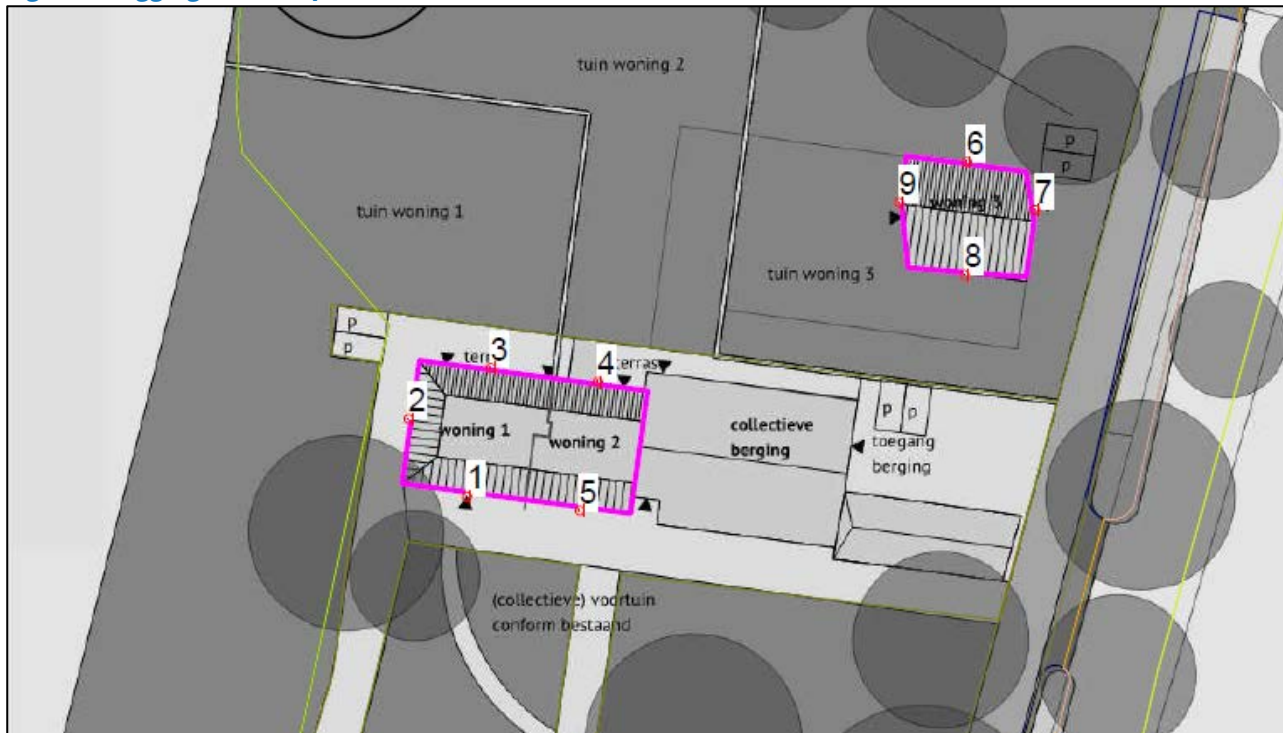 tuin woning 2
p
p
6
9
7
woning 3
tuin woning 1
tuin woning 3
8
p
p
3
4
terrass
2
woning 1
woning 2
collectieve
berging
p p
toegang
berging
1
5
(collectieve) voortuin
conform bestaand